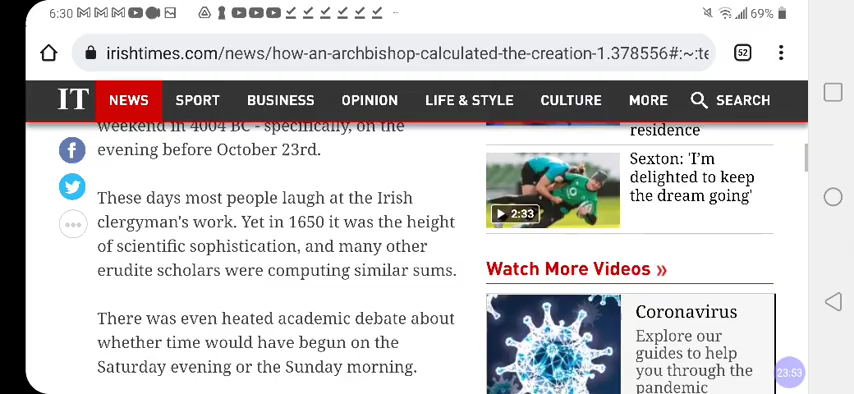 6:30 69%
irishtimes.com/news/how-an-archbishop-calculated-the-creation-1.378556#:~:te
52
IT NEWS SPORT BUSINESS OPINION LIFE & STYLE CULTURE MORE SEARCH
weekend in 4004 BC - specifically, on the
evening before October 23rd.
These days most people laugh at the Irish
clergyman's work. Yet in 1650 it was the height
of scientific sophistication, and many other
erudite scholars were computing similar sums.
There was even heated academic debate about
whether time would have begun on the
Saturday evening or the Sunday morning.
residence
Sexton: 'I'm
delighted to keep
the dream going'
2:33
Watch More Videos »
Coronavirus
Explore our
guides to help
you through the
pandemic
23:53